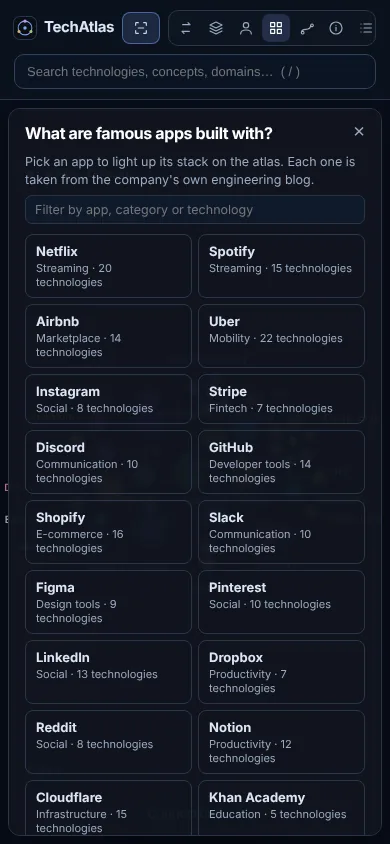 TechAtlas
Search technologies, concepts, domains… ( / )
What are famous apps built with?
Pick an app to light up its stack on the atlas. Each one is
taken from the company's own engineering blog.
Filter by app, category or technology
Netflix
Streaming · 20
technologies
Spotify
Streaming · 15 technologies
Airbnb
Marketplace · 14
technologies
Uber
Mobility · 22 technologies
Instagram
Social · 8 technologies
Stripe
Fintech · 7 technologies
Discord
Communication · 10
technologies
GitHub
Developer tools · 14
technologies
Shopify
E-commerce · 16
technologies
Slack
Communication · 10
technologies
Figma
Design tools · 9
technologies
Pinterest
Social · 10 technologies
LinkedIn
Social · 13 technologies
Dropbox
Productivity · 7
technologies
Reddit
Social · 8 technologies
Notion
Productivity · 12
technologies
Cloudflare
Infrastructure · 15
technologies
Khan Academy
Education · 5 technologies